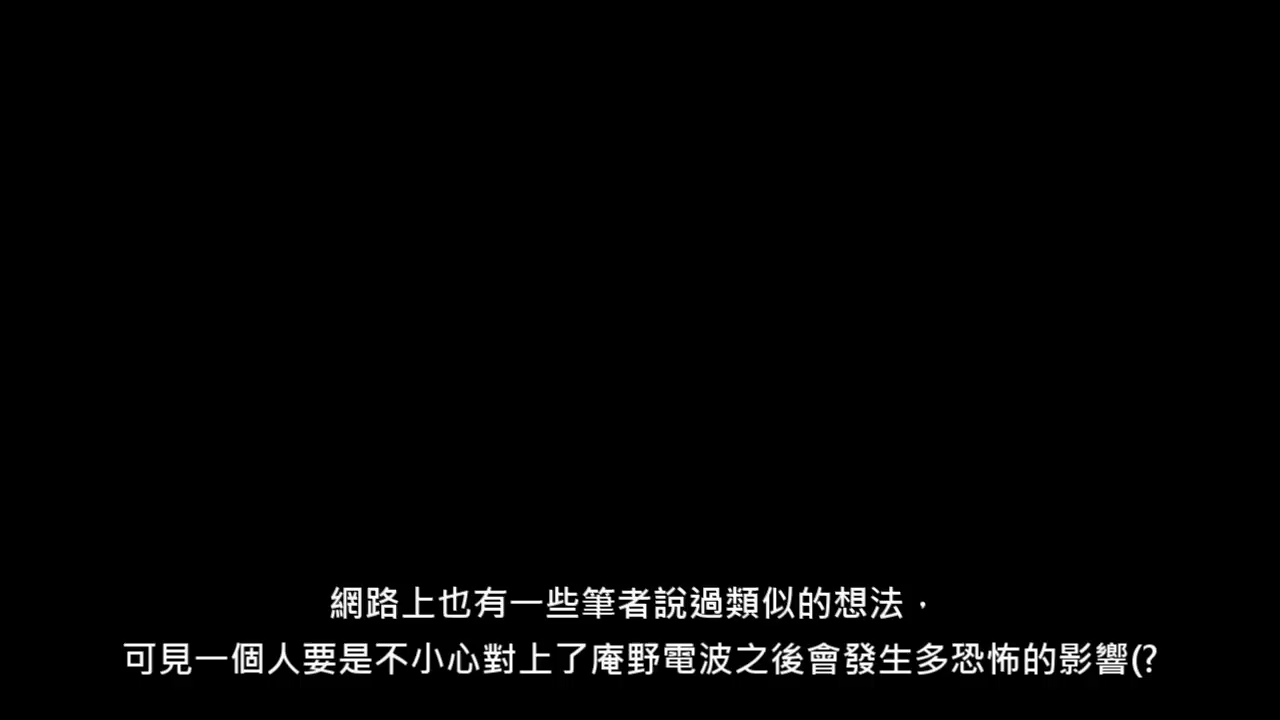 網路上也有一些筆者說過類似的想法，
可見一個人要是不小心對上了庵野電波之後會發生多恐怖的影響(?